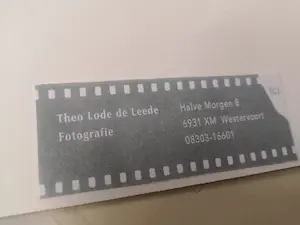 Theo Lode de Leede
Fotografie
Halve Morgen 8
6931 XM Westervoort
08303-16601